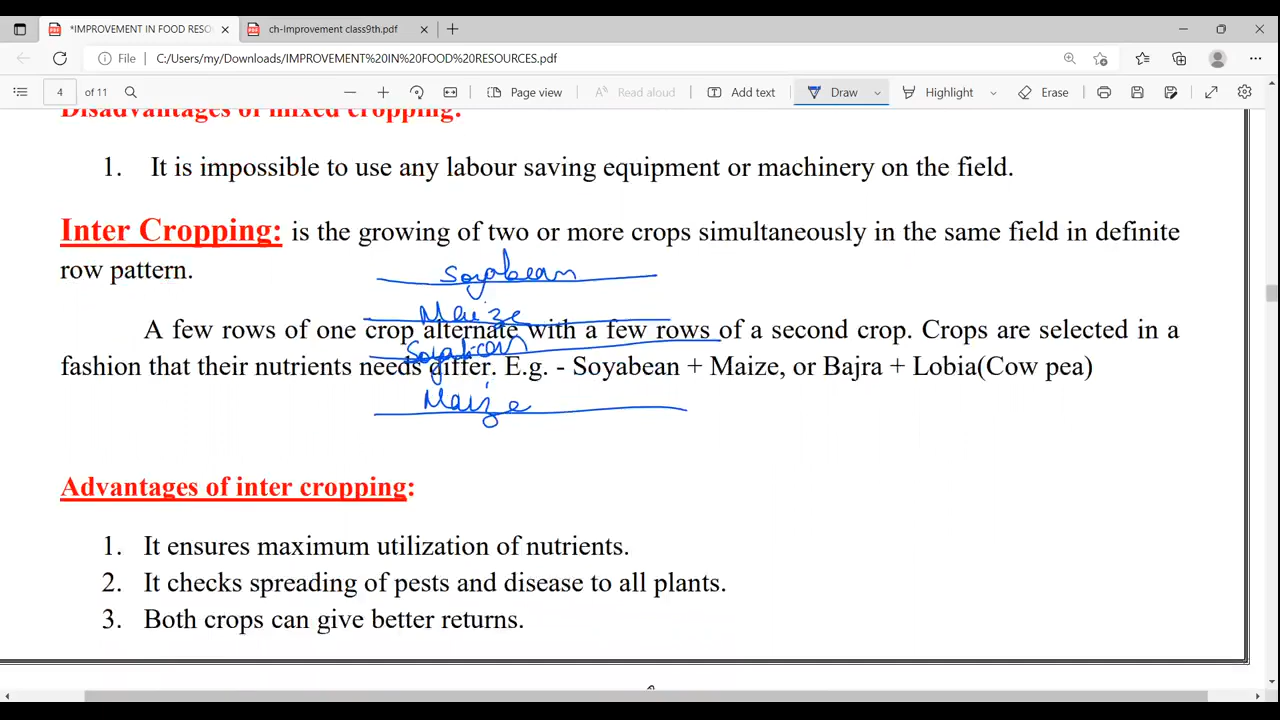 *IMPROVEMENT IN FOOD RESO
ch-improvement class9th.pdf
File C:/Users/my/Downloads/IMPROVEMENT%20IN%20FOOD%20RESOURCES.pdf
4 of 11 Page view Read aloud Add text Draw Highlight Erase
Disadvantages of mixed cropping:
1. It is impossible to use any labour saving equipment or machinery on the field.
Inter Cropping: is the growing of two or more crops simultaneously in the same field in definite
row pattern.
Soyabean
Maize
A few rows of one crop alternate with a few rows of a second crop. Crops are selected in a
Soyabean
fashion that their nutrients needs differ. E.g. - Soyabean + Maize, or Bajra + Lobia(Cow pea)
Maize
Advantages of inter cropping:
1. It ensures maximum utilization of nutrients.
2. It checks spreading of pests and disease to all plants.
3. Both crops can give better returns.